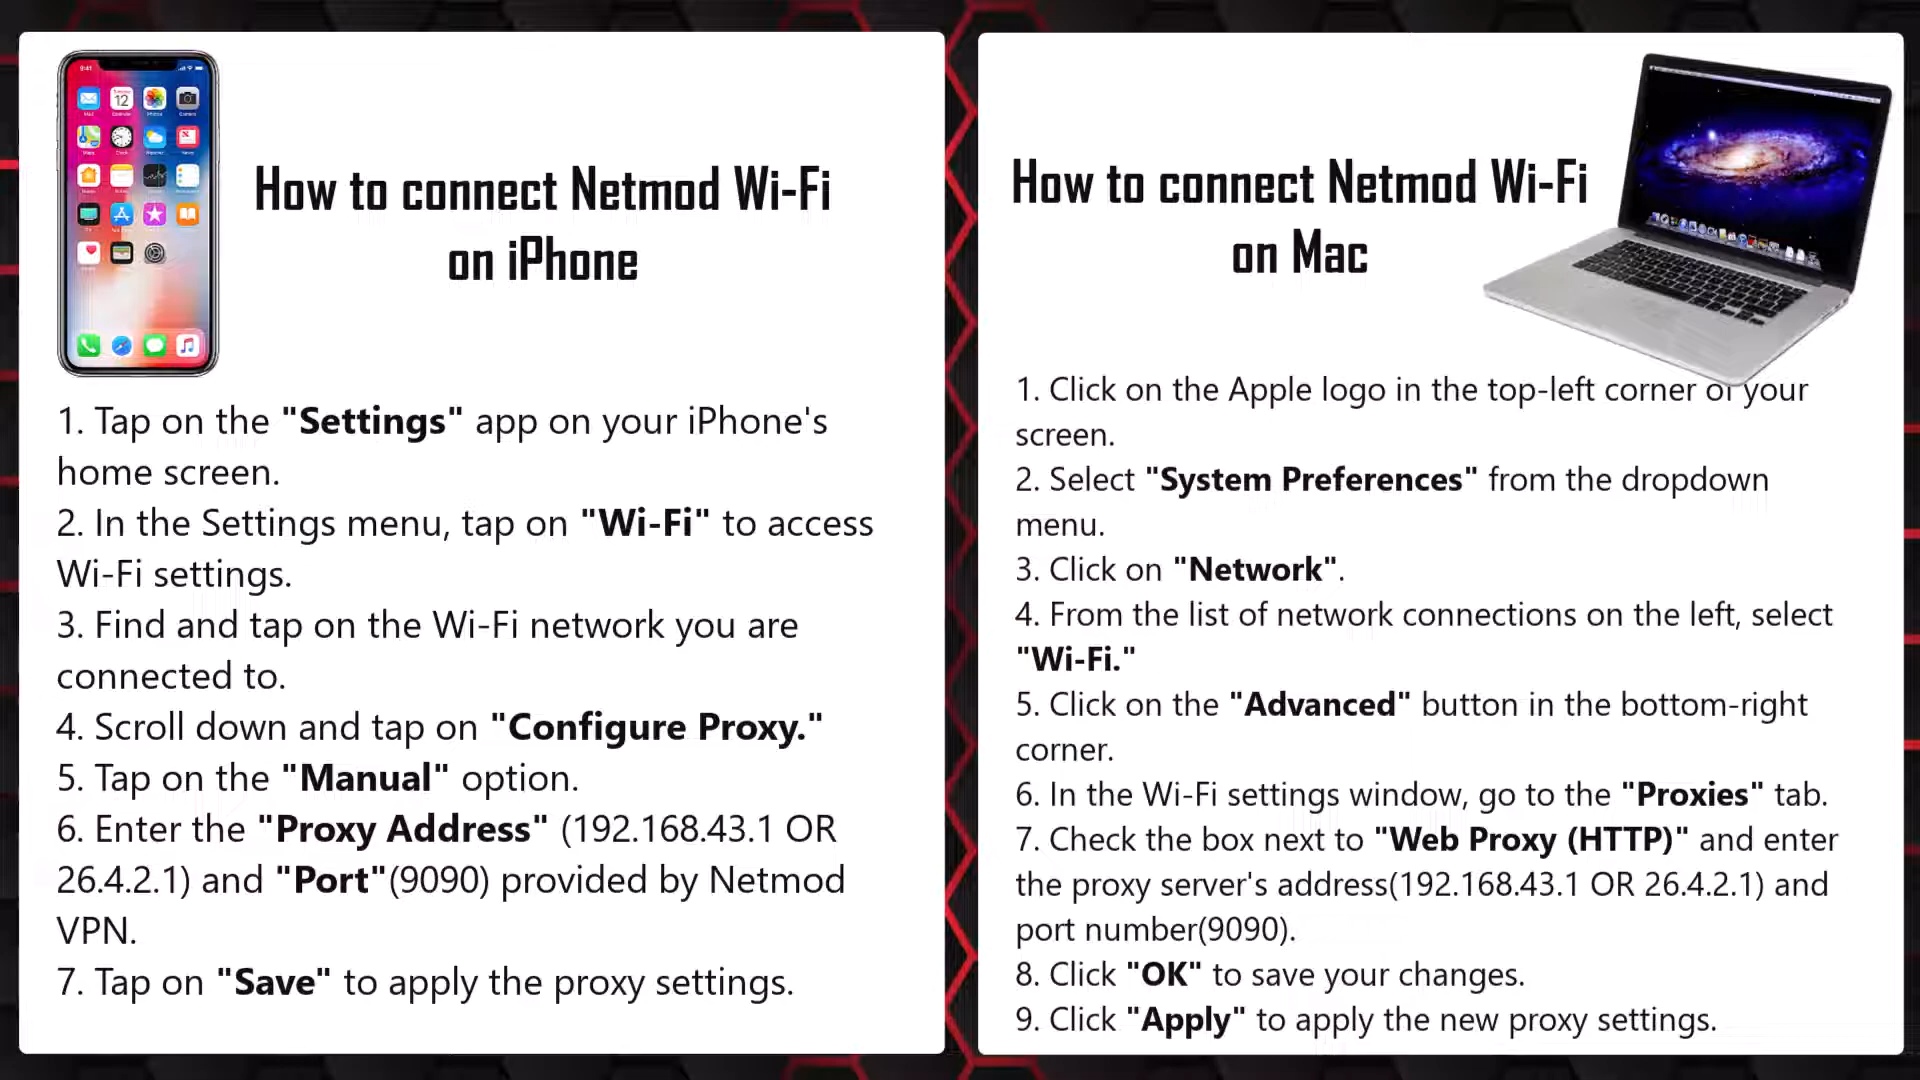 How to connect Netmod Wi-Fi
on iPhone
1. Tap on the "Settings" app on your iPhone's
home screen.
2. In the Settings menu, tap on "Wi-Fi" to access
Wi-Fi settings.
3. Find and tap on the Wi-Fi network you are
connected to.
4. Scroll down and tap on "Configure Proxy."
5. Tap on the "Manual" option.
6. Enter the "Proxy Address" (192.168.43.1 OR
26.4.2.1) and "Port"(9090) provided by Netmod
VPN.
7. Tap on "Save" to apply the proxy settings.
How to connect Netmod Wi-Fi
on Mac
1. Click on the Apple logo in the top-left corner of your
screen.
2. Select "System Preferences" from the dropdown
menu.
3. Click on "Network".
4. From the list of network connections on the left, select
"Wi-Fi."
5. Click on the "Advanced" button in the bottom-right
corner.
6. In the Wi-Fi settings window, go to the "Proxies" tab.
7. Check the box next to "Web Proxy (HTTP)" and enter
the proxy server's address(192.168.43.1 OR 26.4.2.1) and
port number(9090).
8. Click "OK" to save your changes.
9. Click "Apply" to apply the new proxy settings.